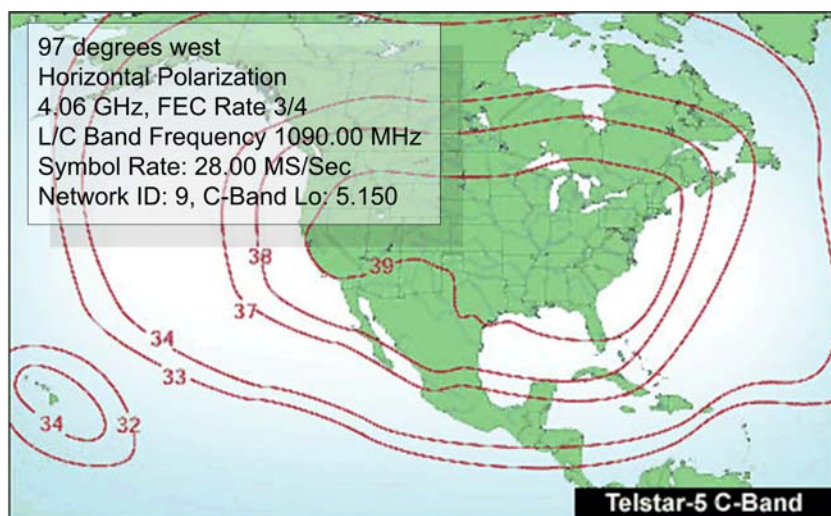 97 degrees west
Horizontal Polarization
4.06 GHz, FEC Rate 3/4
L/C Band Frequency 1090.00 MHz
Symbol Rate: 28.00 MS/Sec
Network ID: 9, C-Band Lo: 5.150
38
39
37
34
33
34
32
Telstar-5 C-Band